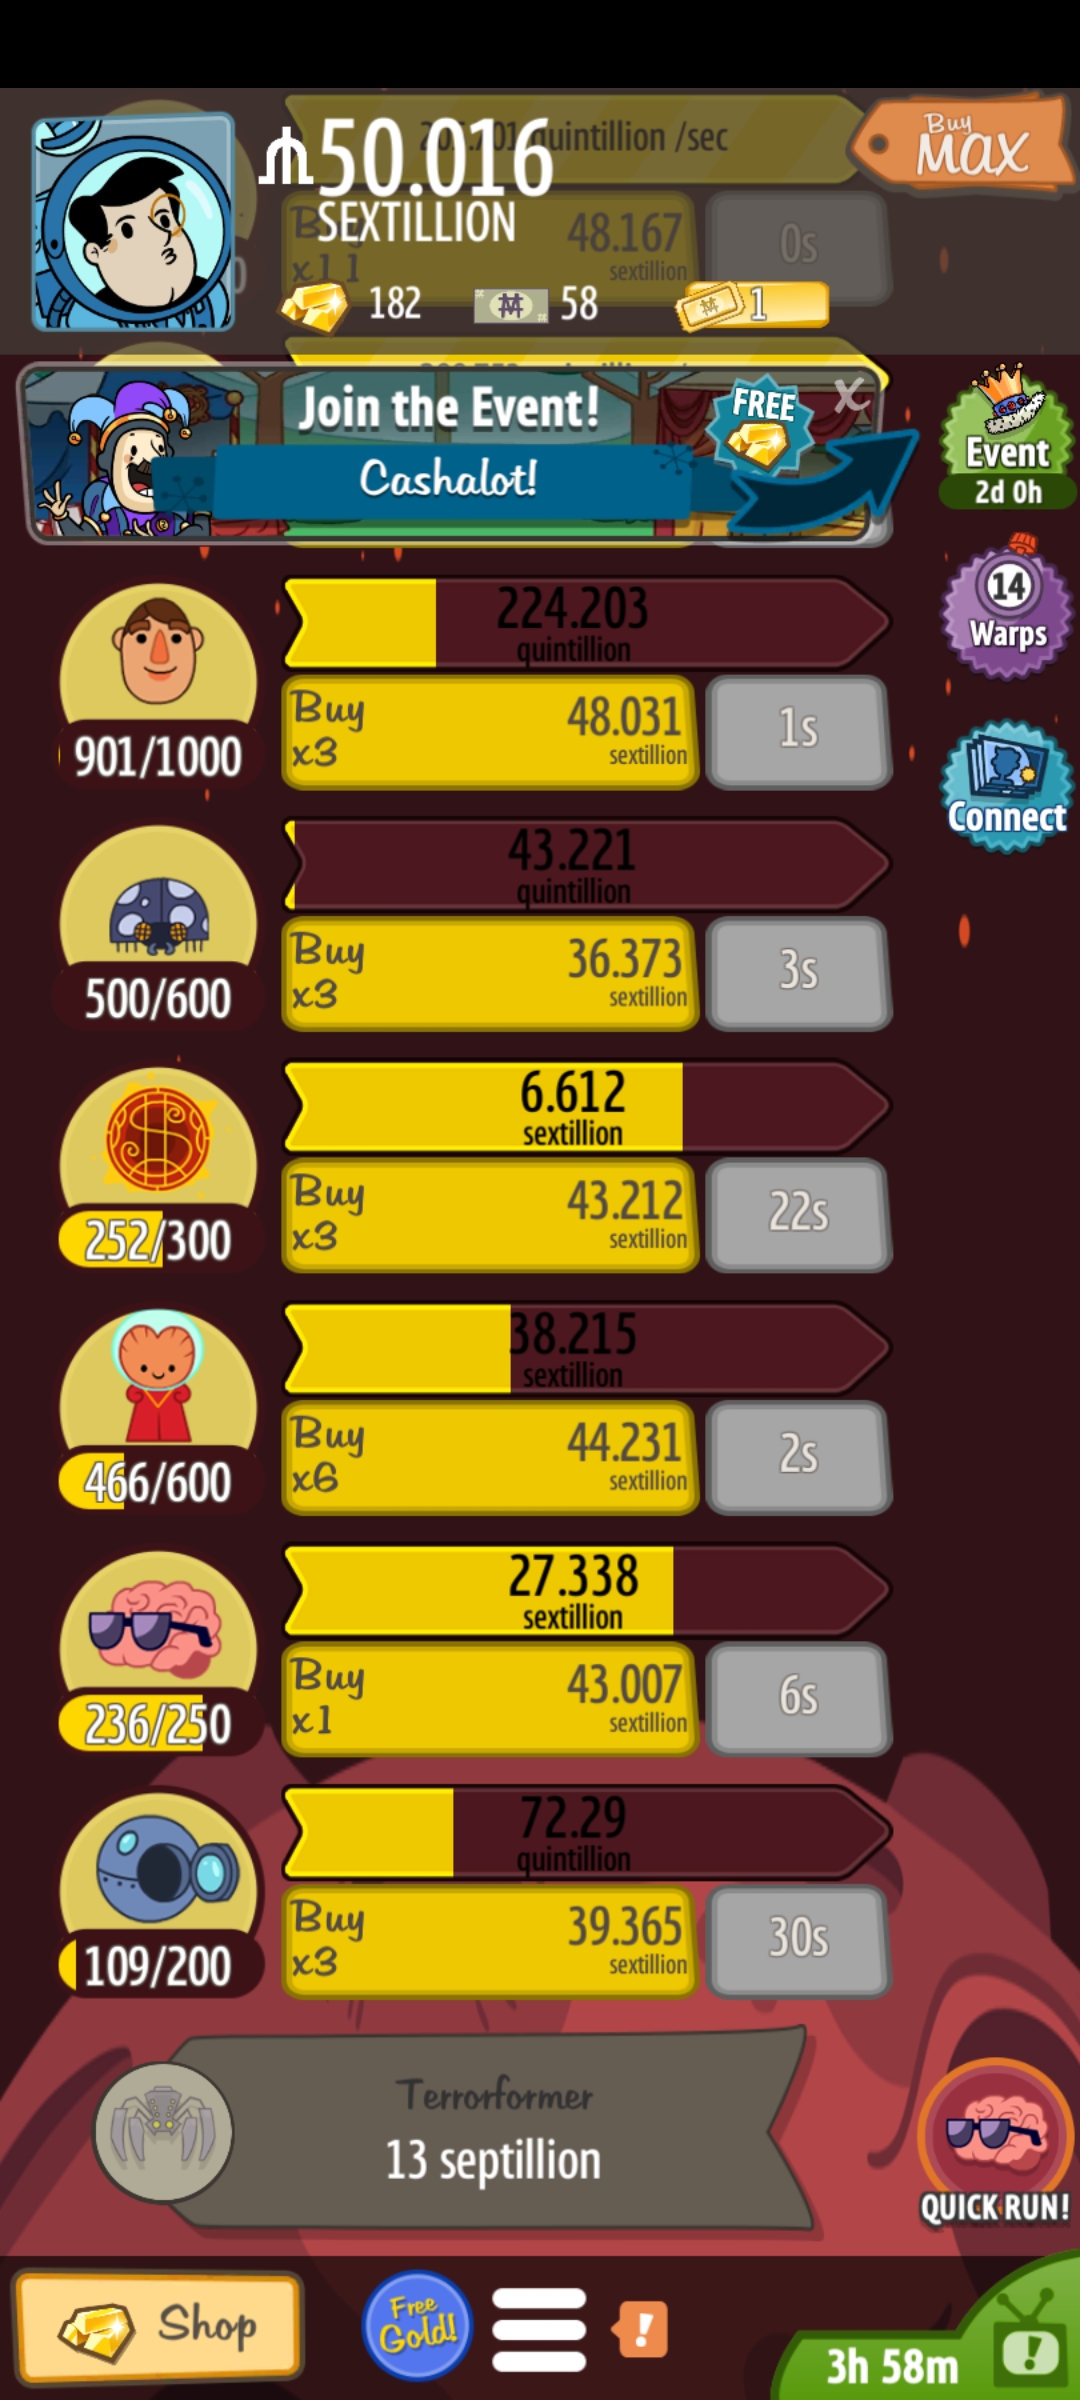 quintillion /sec
50.016
SEXTILLION
Buy
MAX
48.167
sextillion
x11
0s
182
58
1
Join the Event!
FREE
X
Cashalot!
Event
2d 0h
224.203
quintillion
14
Warps
Buy
x3
48.031
sextillion
1s
901/1000
Connect
43.221
quintillion
Buy
x3
36.373
sextillion
3s
500/600
6.612
sextillion
Buy
x3
43.212
sextillion
22s
252/300
38.215
sextillion
Buy
x6
44.231
sextillion
2s
466/600
27.338
sextillion
Buy
x1
43.007
sextillion
6s
236/250
72.29
quintillion
Buy
x3
39.365
sextillion
30s
109/200
Terrorformer
13 septillion
QUICK RUN!
Shop
Free
Gold!
!
3h 58m
!